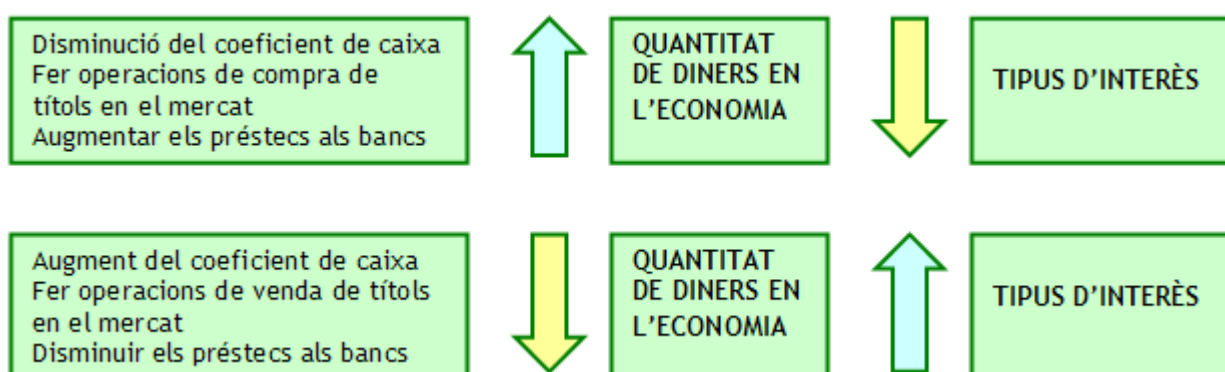 Disminució del coeficient de caixa
Fer operacions de compra de
títols en el mercat
Augmentar els préstecs als bancs
QUANTITAT
DE DINERS EN
L'ECONOMIA
TIPUS D'INTERÈS
Augment del coeficient de caixa
Fer operacions de venda de títols
en el mercat
Disminuir els préstecs als bancs
QUANTITAT
DE DINERS EN
L'ECONOMIA
TIPUS D'INTERÈS